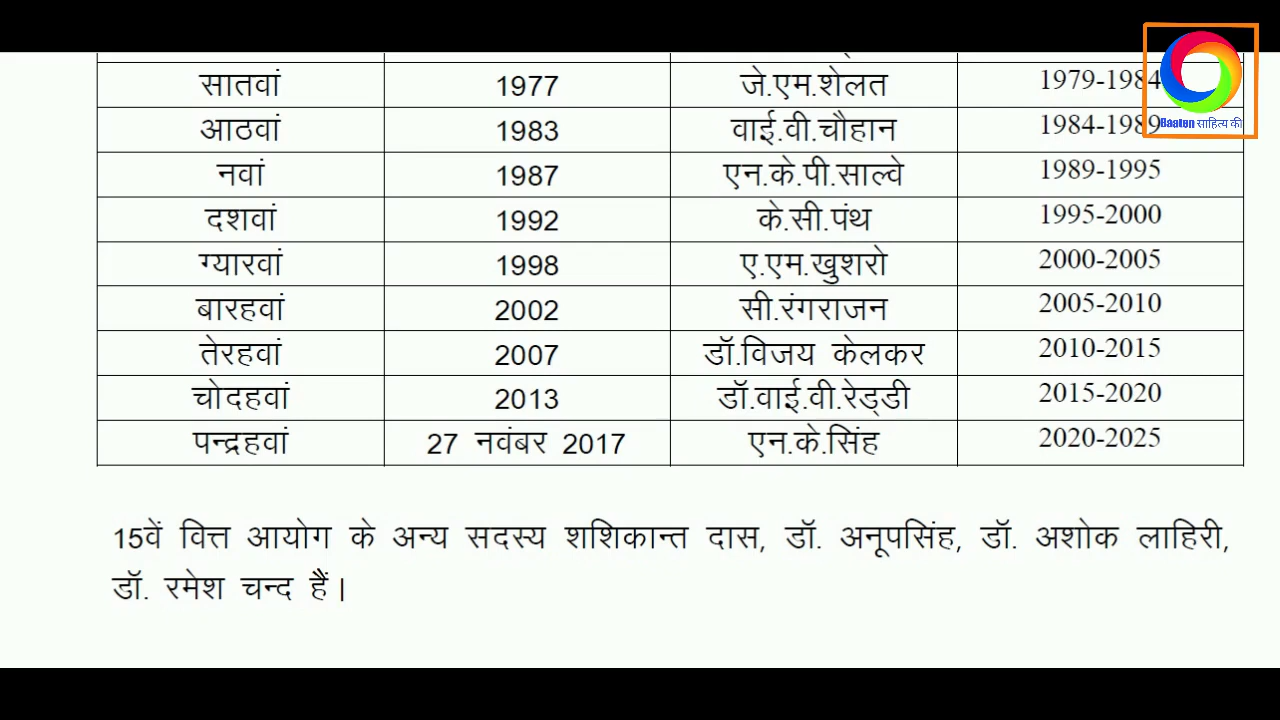 सातवां 1977 जे.एम.शेलत 1979-1984
Baatun साहित्य की
आठवां 1983 वाई.वी.चौहान 1984-1989
नवां 1987 एन.के.पी.साल्वे 1989-1995
दशवां 1992 के.सी.पंथ 1995-2000
ग्यारवां 1998 ए.एम.खुशरो 2000-2005
बारहवां 2002 सी.रंगराजन 2005-2010
तेरहवां 2007 डॉ.विजय केलकर 2010-2015
चोदहवां 2013 डॉ.वाई.वी.रेड्डी 2015-2020
पन्द्रहवां 27 नवंबर 2017 एन.के.सिंह 2020-2025
15वें वित्त आयोग के अन्य सदस्य शशिकान्त दास, डॉ. अनूपसिंह, डॉ. अशोक लाहिरी,
डॉ. रमेश चन्द हैं।